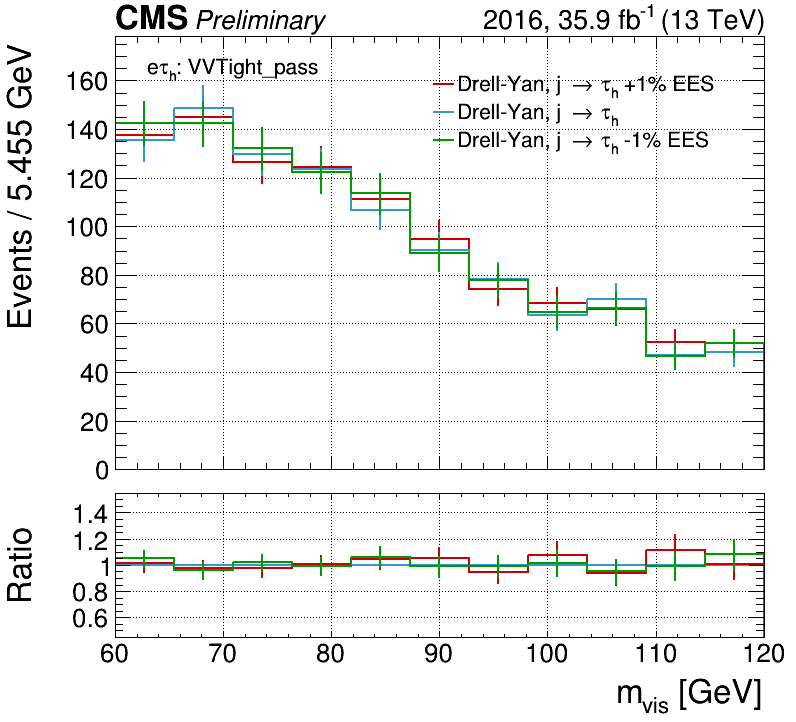 CMS Preliminary 2016, 35.9 fb⁻¹ (13 TeV)
eτₕ: VVTight_pass
Drell-Yan, j → τₕ +1% EES
Drell-Yan, j → τₕ
Drell-Yan, j → τₕ -1% EES
Events / 5.455 GeV
160
140
120
100
80
60
40
20
0
Ratio
1.4
1.2
1
0.8
0.6
60 70 80 90 100 110 120
m_vis [GeV]